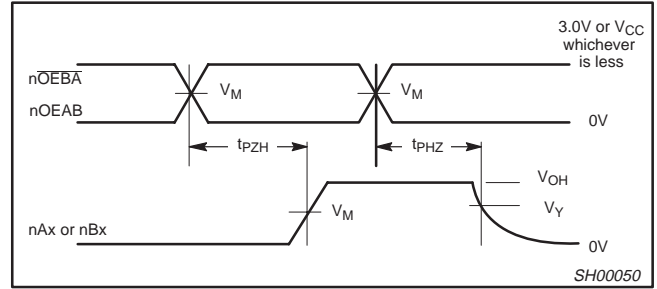 3.0V or VCC
whichever
is less
nOEBA
VM
VM
nOEAB
0V
tPZH
tPHZ
VOH
VM
VY
nAx or nBx
0V
SH00050